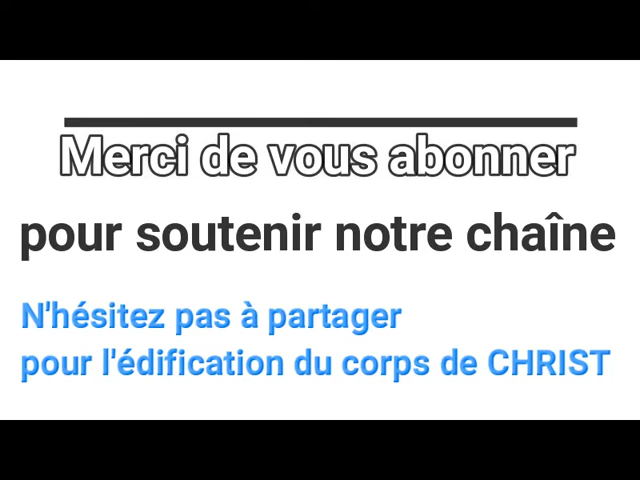 Merci de vous abonner
pour soutenir notre chaîne
N'hésitez pas à partager
pour l'édification du corps de CHRIST